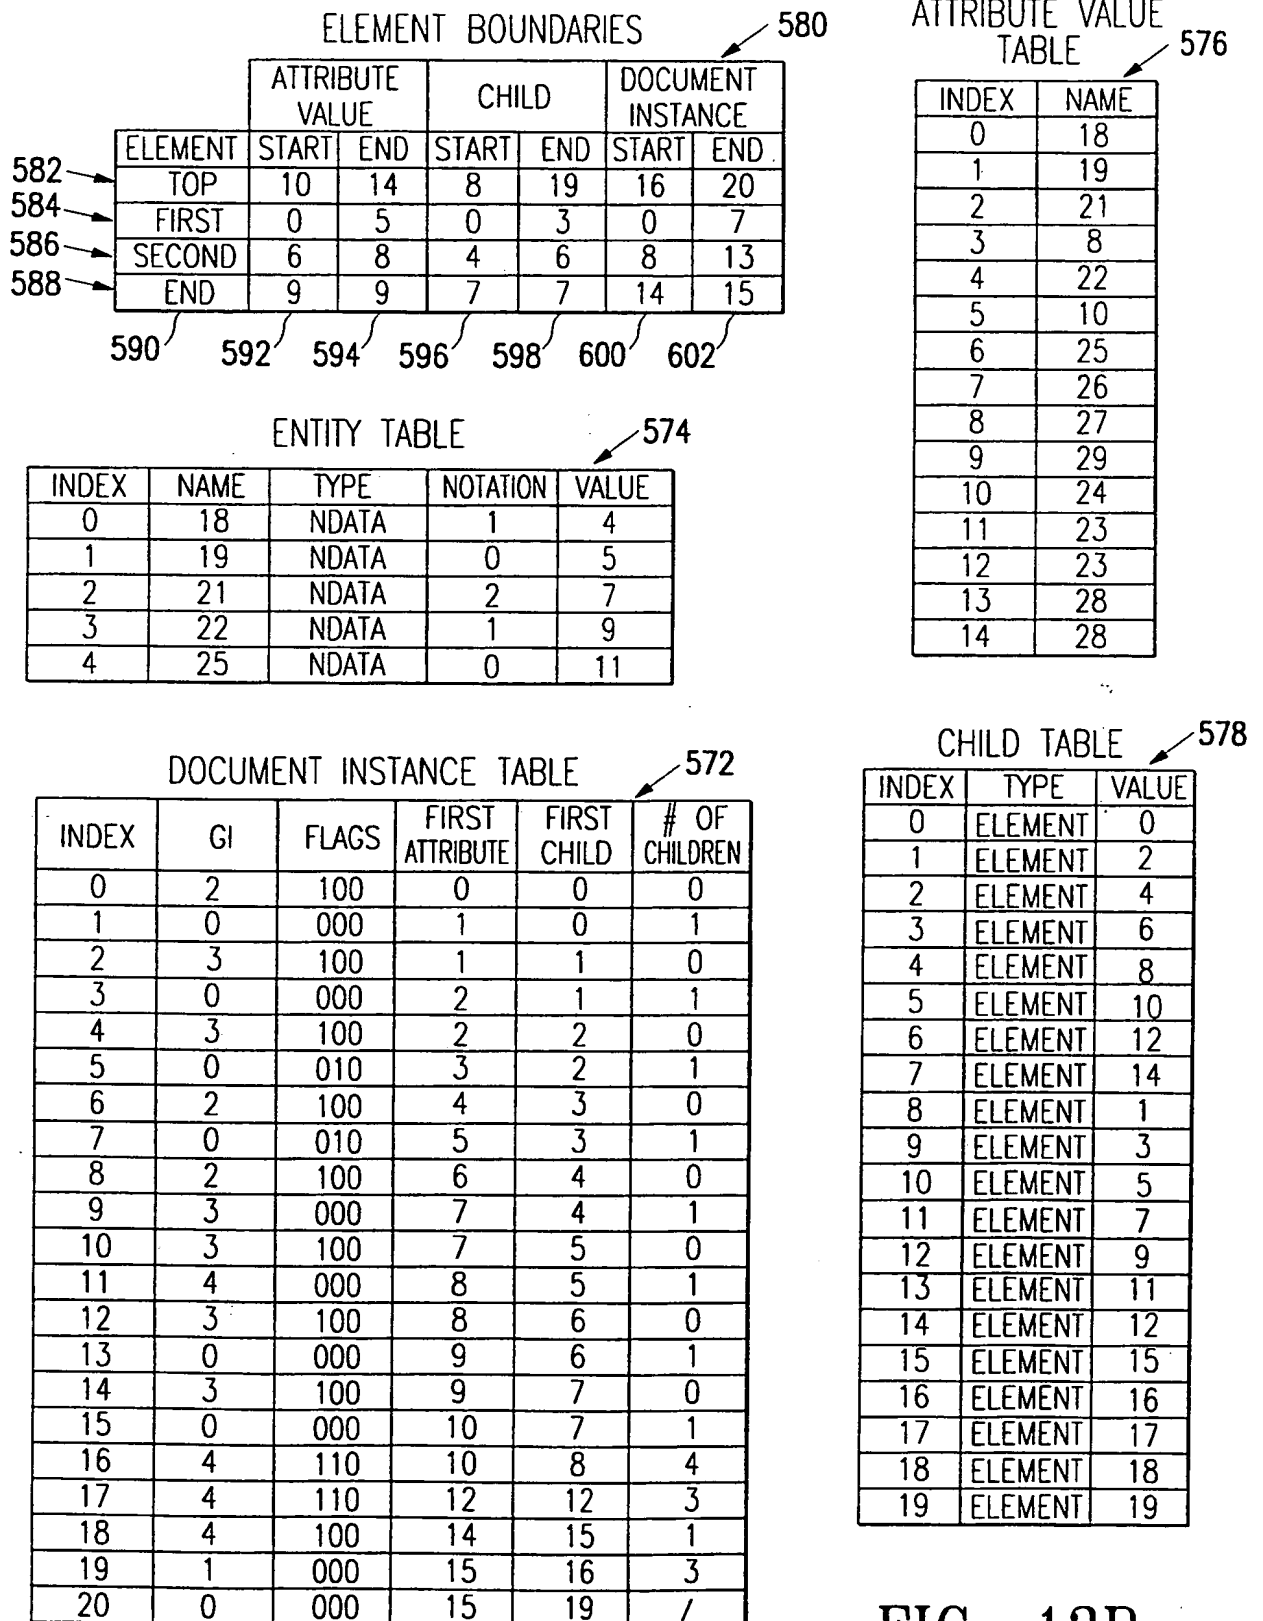 ELEMENT BOUNDARIES
580
ATTRIBUTE VALUE CHILD DOCUMENT INSTANCE
ELEMENT START END START END START END
582 TOP 10 14 8 19 16 20
584 FIRST 0 5 0 3 0 7
586 SECOND 6 8 4 6 8 13
588 END 9 9 7 7 14 15
590 592 594 596 598 600 602
ATTRIBUTE VALUE
TABLE
576
INDEX NAME
0 18
1 19
2 21
3 8
4 22
5 10
6 25
7 26
8 27
9 29
10 24
11 23
12 23
13 28
14 28
ENTITY TABLE
574
INDEX NAME TYPE NOTATION VALUE
0 18 NDATA 1 4
1 19 NDATA 0 5
2 21 NDATA 2 7
3 22 NDATA 1 9
4 25 NDATA 0 11
DOCUMENT INSTANCE TABLE
572
INDEX GI FLAGS FIRST ATTRIBUTE FIRST CHILD # OF CHILDREN
0 2 100 0 0 0
1 0 000 1 0 1
2 3 100 1 1 0
3 0 000 2 1 1
4 3 100 2 2 0
5 0 010 3 2 1
6 2 100 4 3 0
7 0 010 5 3 1
8 2 100 6 4 0
9 3 000 7 4 1
10 3 100 7 5 0
11 4 000 8 5 1
12 3 100 8 6 0
13 0 000 9 6 1
14 3 100 9 7 0
15 0 000 10 7 1
16 4 110 10 8 4
17 4 110 12 12 3
18 4 100 14 15 1
19 1 000 15 16 3
20 0 000 15 19 /
CHILD TABLE
578
INDEX TYPE VALUE
0 ELEMENT 0
1 ELEMENT 2
2 ELEMENT 4
3 ELEMENT 6
4 ELEMENT 8
5 ELEMENT 10
6 ELEMENT 12
7 ELEMENT 14
8 ELEMENT 1
9 ELEMENT 3
10 ELEMENT 5
11 ELEMENT 7
12 ELEMENT 9
13 ELEMENT 11
14 ELEMENT 12
15 ELEMENT 15
16 ELEMENT 16
17 ELEMENT 17
18 ELEMENT 18
19 ELEMENT 19